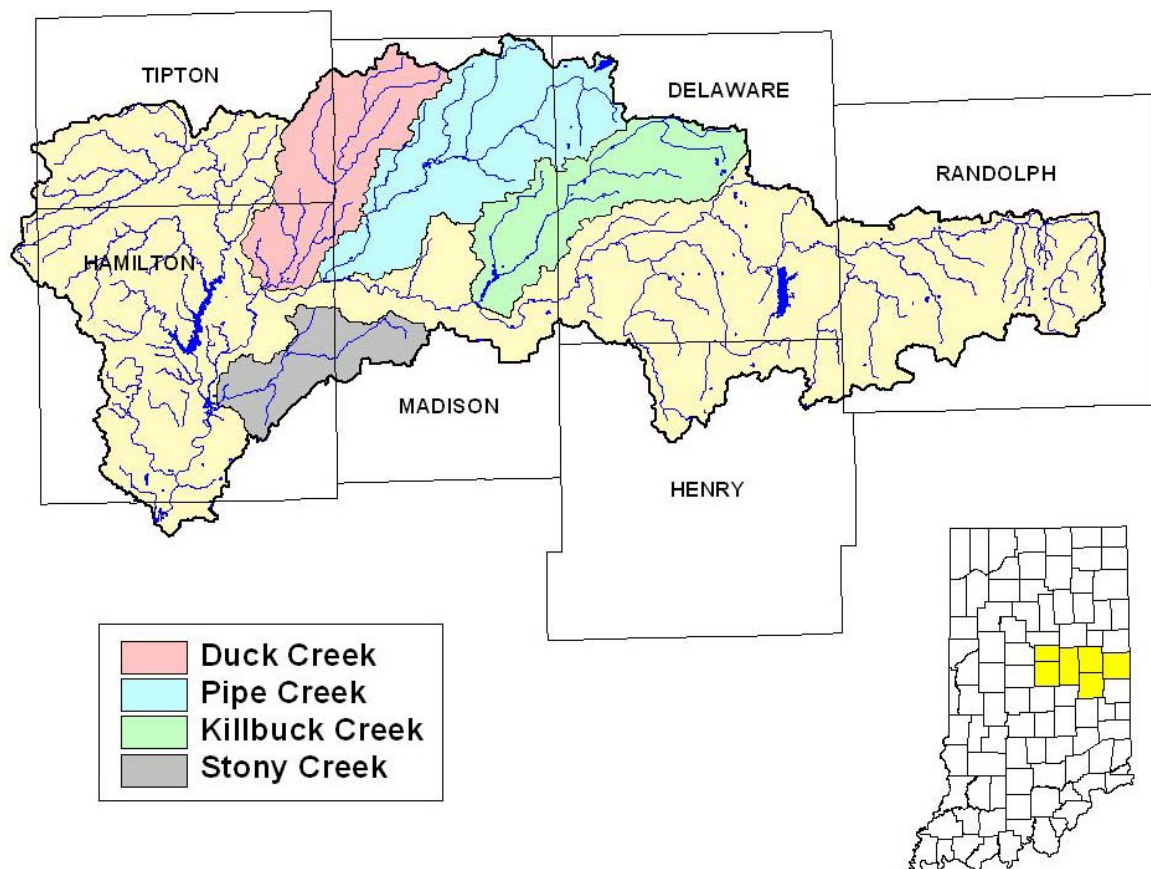 TIPTON
DELAWARE
RANDOLPH
HAMILTON
MADISON
HENRY
Duck Creek
Pipe Creek
Killbuck Creek
Stony Creek